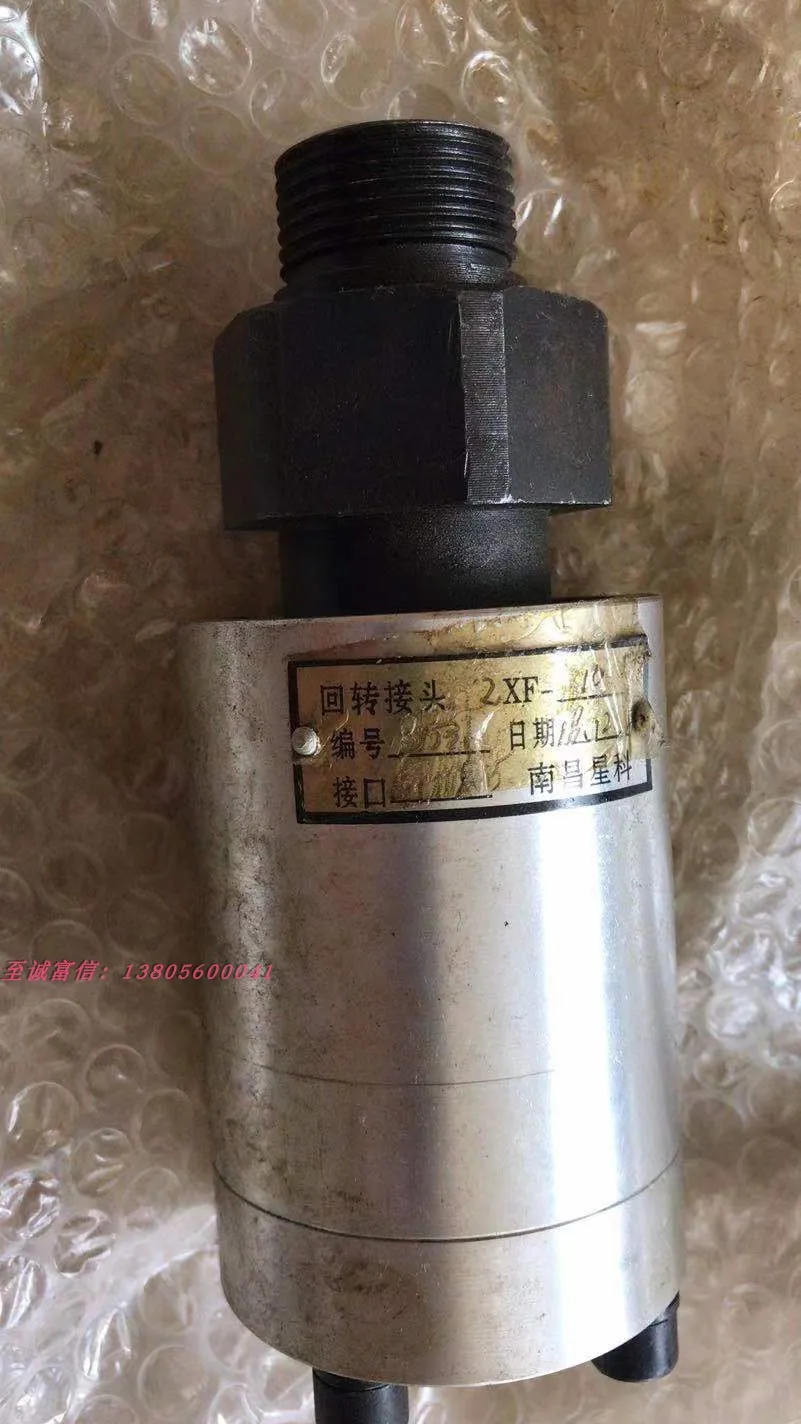 回转接头 2XF-10
编号 日期
接口 南昌星科
至诚富信：13805600041